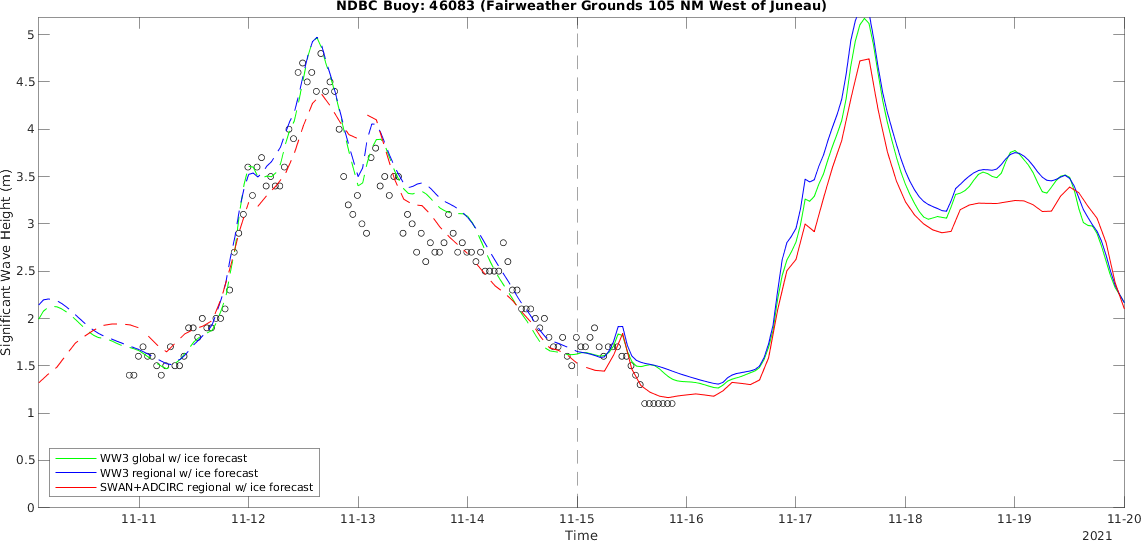 NDBC Buoy: 46083 (Fairweather Grounds 105 NM West of Juneau)
Significant Wave Height (m)
5
4.5
4
3.5
3
2.5
2
1.5
1
0.5
0
WW3 global w/ ice forecast
WW3 regional w/ ice forecast
SWAN+ADCIRC regional w/ ice forecast
11-11 11-12 11-13 11-14 11-15 11-16 11-17 11-18 11-19 11-20
Time
2021